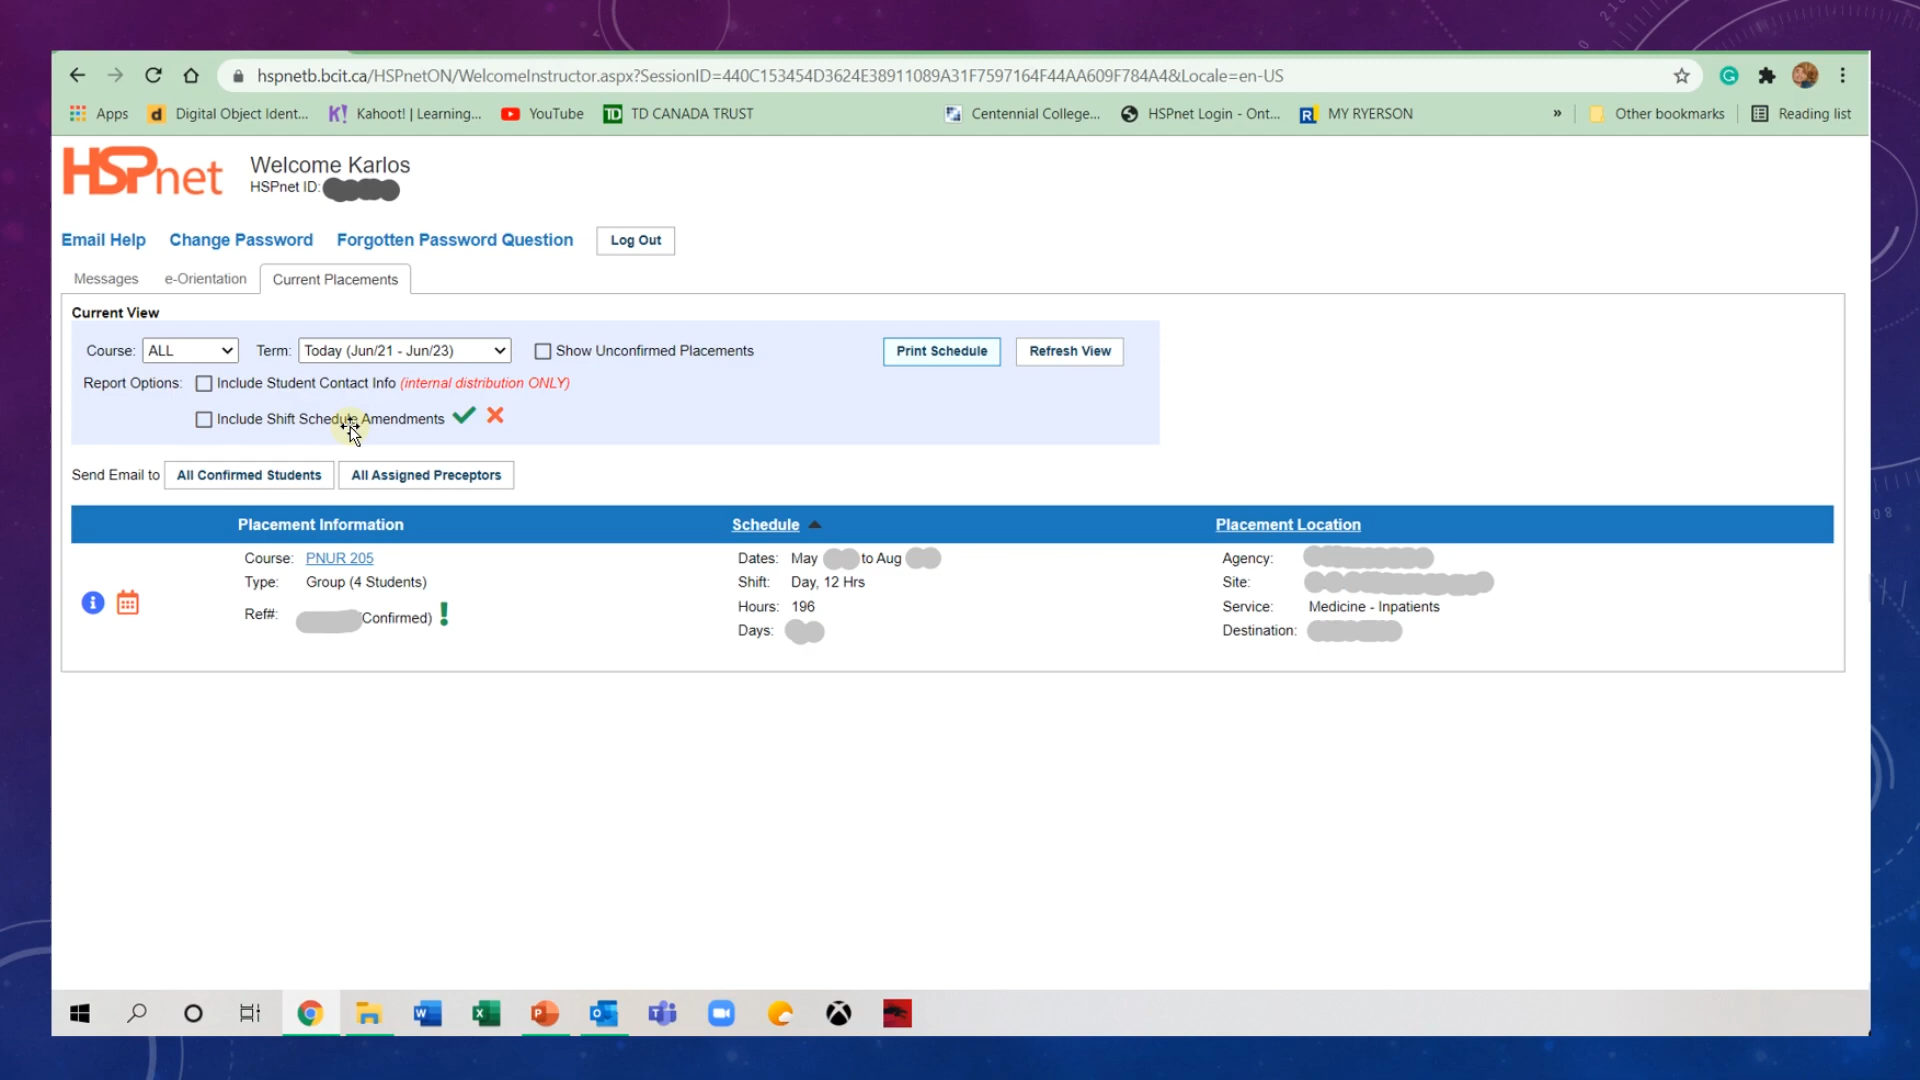 hspnetb.bcit.ca/HSPnetON/WelcomeInstructor.aspx?SessionID=440C153454D3624E38911089A31F7597164F44AA609F784A4&Locale=en-US
Apps Digital Object Ident... Kahoot! | Learning... YouTube TD CANADA TRUST Centennial College... HSPnet Login - Ont... MY RYERSON » Other bookmarks Reading list
HSPnet Welcome Karlos
HSPnet ID:
Email Help Change Password Forgotten Password Question Log Out
Messages e-Orientation Current Placements
Current View
Course: ALL Term: Today (Jun/21 - Jun/23) Show Unconfirmed Placements Print Schedule Refresh View
Report Options: Include Student Contact Info (internal distribution ONLY)
Include Shift Schedule Amendments
Send Email to All Confirmed Students All Assigned Preceptors
Placement Information Schedule Placement Location
Course: PNUR 205 Dates: May to Aug Agency:
Type: Group (4 Students) Shift: Day, 12 Hrs Site:
Ref#: Confirmed) Hours: 196 Service: Medicine - Inpatients
Days: Destination: